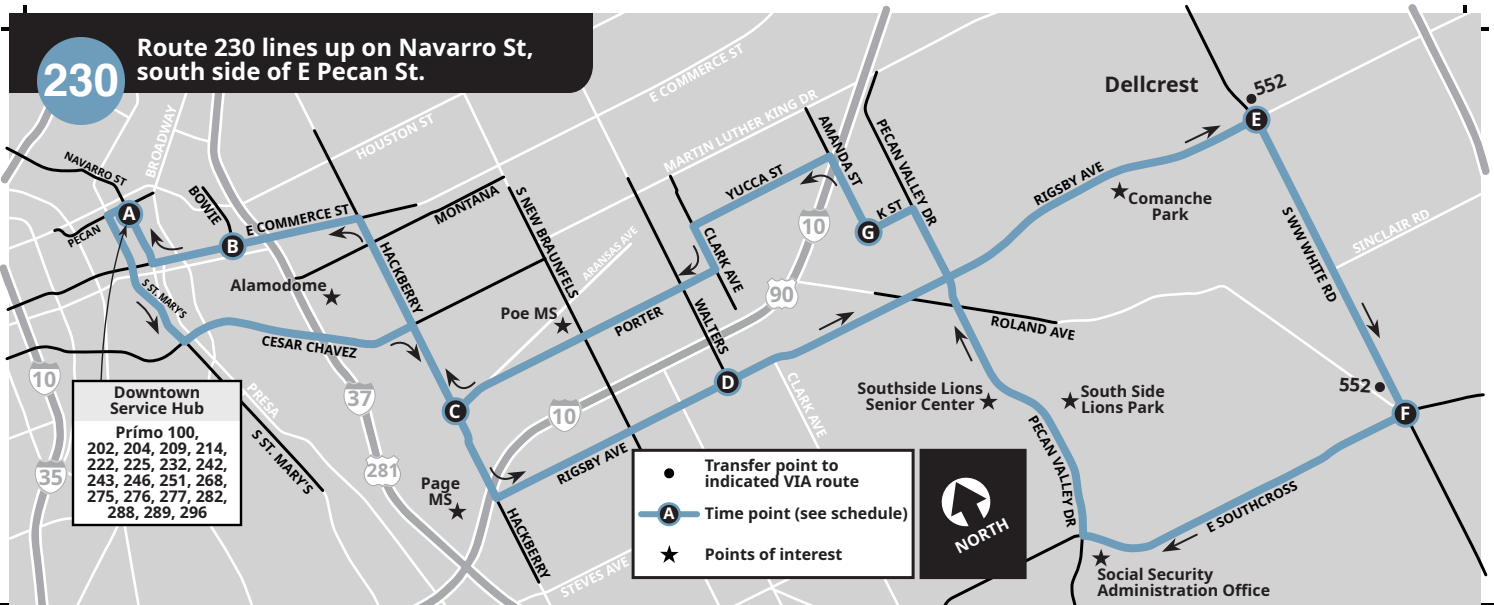 230
Route 230 lines up on Navarro St,
south side of E Pecan St.
E COMMERCE ST
HOUSTON ST
MARTIN LUTHER KING DR
BROADWAY
NAVARRO ST
BOWIE
PECAN
A
B
E COMMERCE ST
MONTANA
S NEW BRAUNFELS
ARANSAS AVE
YUCCA ST
AMANDA ST
PECAN VALLEY DR
K ST
G
10
90
CLARK AVE
Dellcrest
552
E
RIGSBY AVE
Comanche
Park
S WW WHITE RD
SINCLAIR RD
Alamodome
HACKBERRY
S ST. MARY'S
CESAR CHAVEZ
Poe MS
PORTER
WALTERS
ROLAND AVE
D
C
F
552
10
35
37
281
10
PRESA
S ST. MARY'S
CLARK AVE
Southside Lions
Senior Center
South Side
Lions Park
PECAN VALLEY DR
E SOUTHCROSS
RIGSBY AVE
Page
MS
HACKBERRY
STEVES AVE
Downtown
Service Hub
Prímo 100,
202, 204, 209, 214,
222, 225, 232, 242,
243, 246, 251, 268,
275, 276, 277, 282,
288, 289, 296
Transfer point to
indicated VIA route
A
Time point (see schedule)
Points of interest
NORTH
Social Security
Administration Office